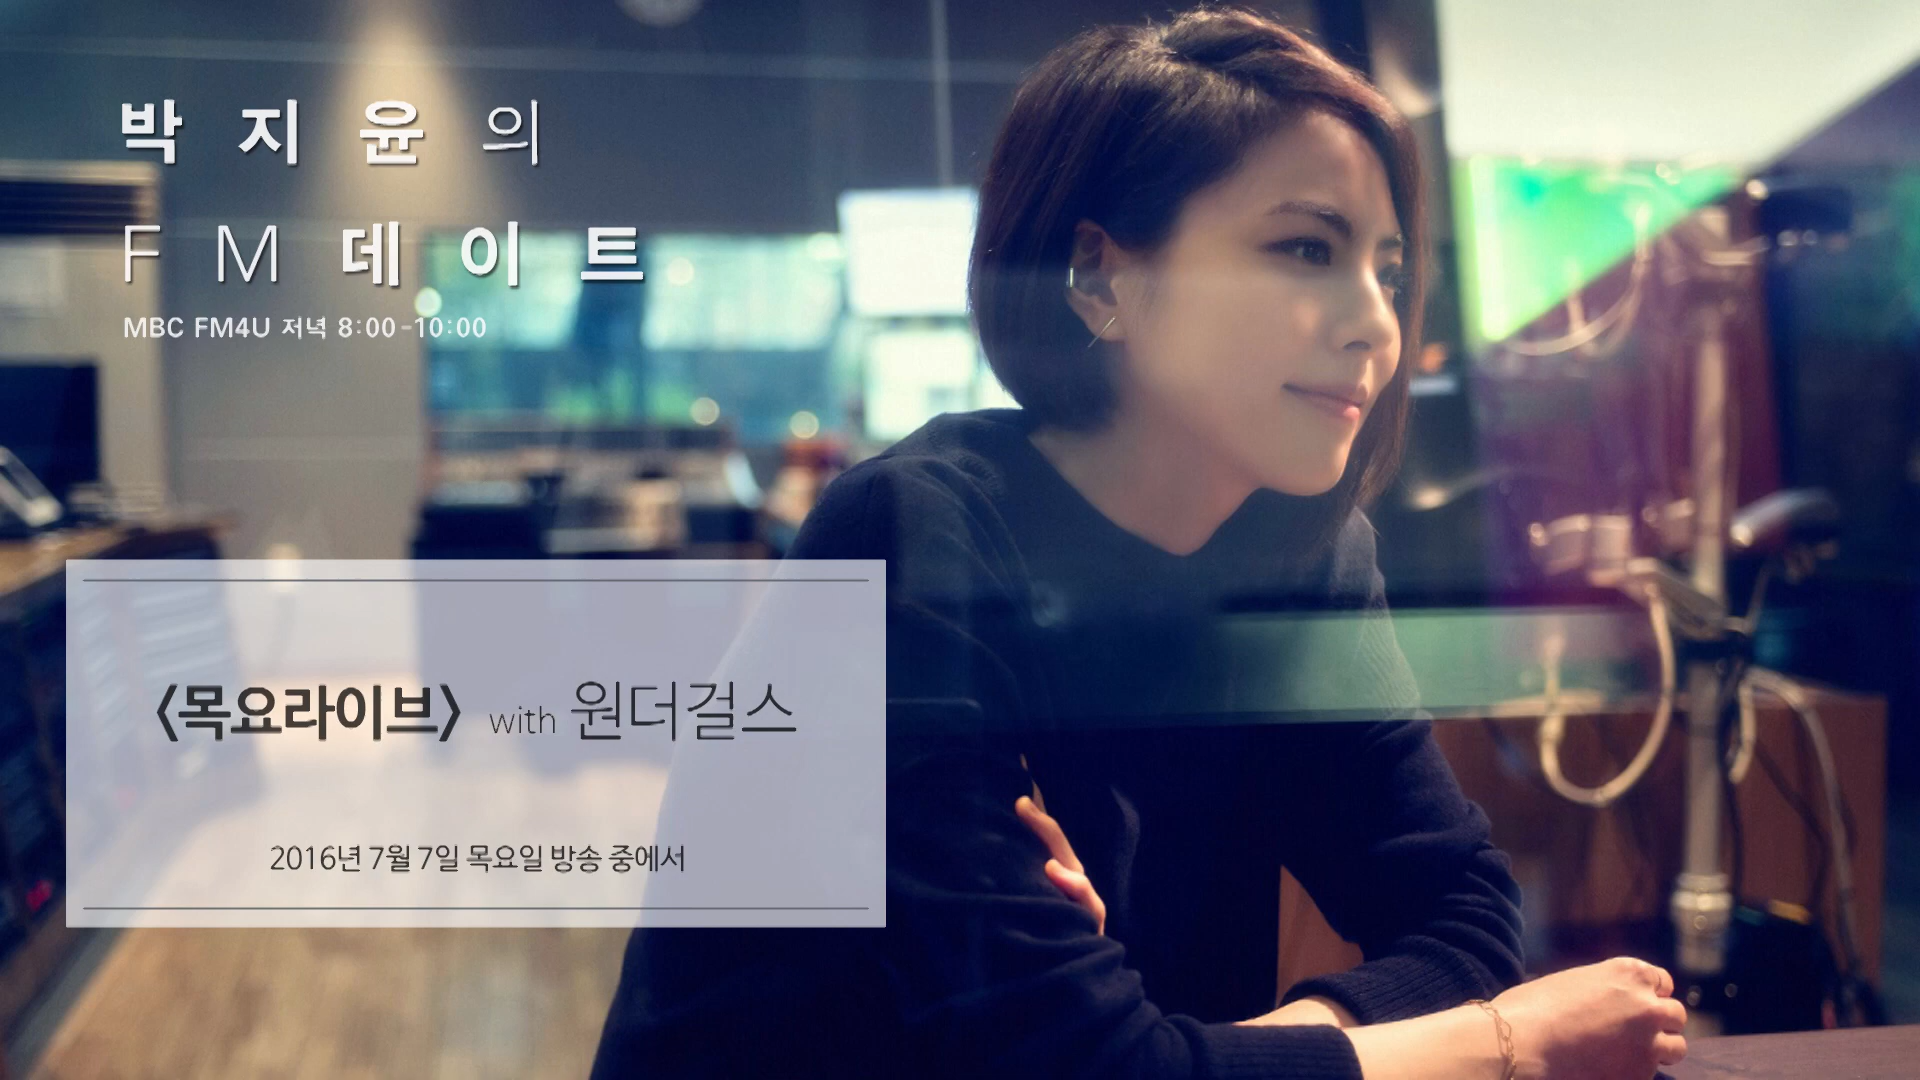 박지윤의
FM데이트
MBC FM4U 저녁 8:00-10:00
〈목요라이브〉 with 원더걸스
2016년 7월 7일 목요일 방송 중에서